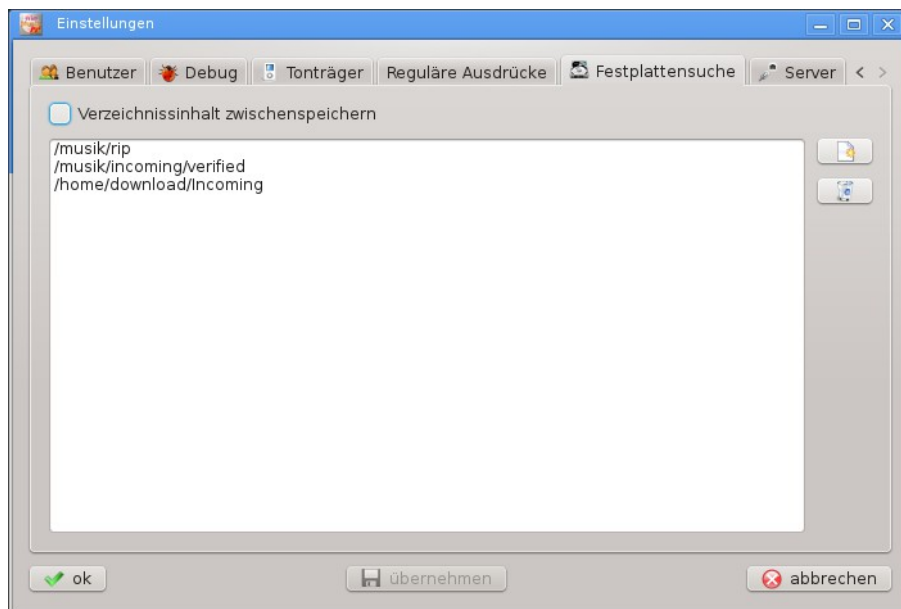 Einstellungen
Benutzer Debug Tonträger Reguläre Ausdrücke Festplattensuche Server < >
Verzeichnissinhalt zwischenspeichern
/musik/rip
/musik/incoming/verified
/home/download/Incoming
ok übernehmen abbrechen